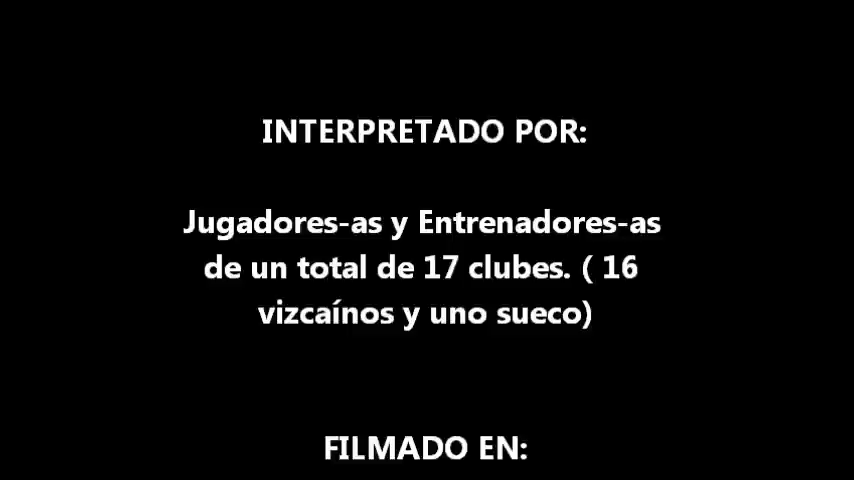 INTERPRETADO POR:
Jugadores-as y Entrenadores-as
de un total de 17 clubes. ( 16
vizcaínos y uno sueco)
FILMADO EN: